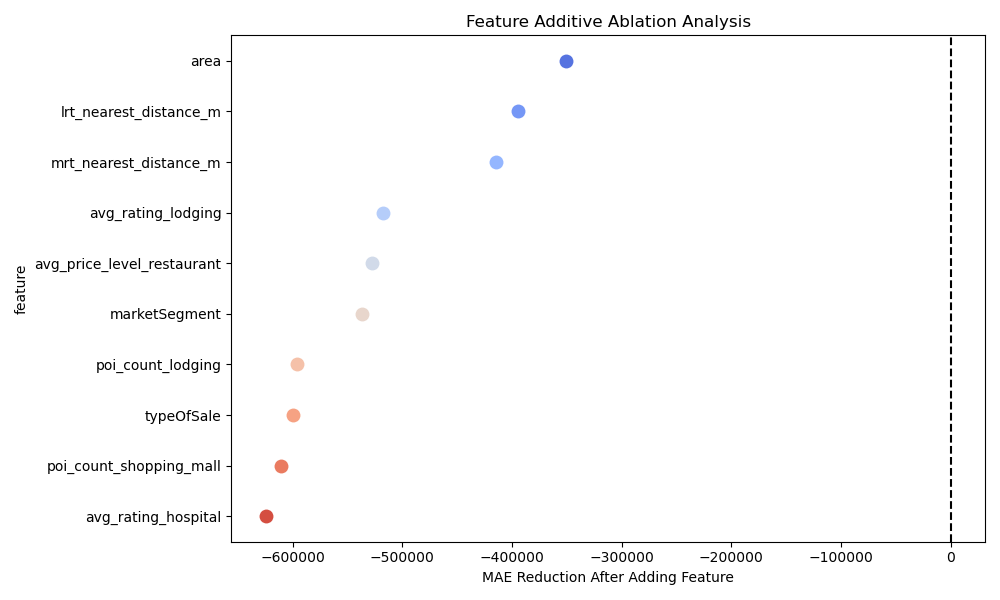 Feature Additive Ablation Analysis
area
lrt_nearest_distance_m
mrt_nearest_distance_m
avg_rating_lodging
avg_price_level_restaurant
marketSegment
poi_count_lodging
typeOfSale
poi_count_shopping_mall
avg_rating_hospital
feature
−600000 −500000 −400000 −300000 −200000 −100000 0
MAE Reduction After Adding Feature